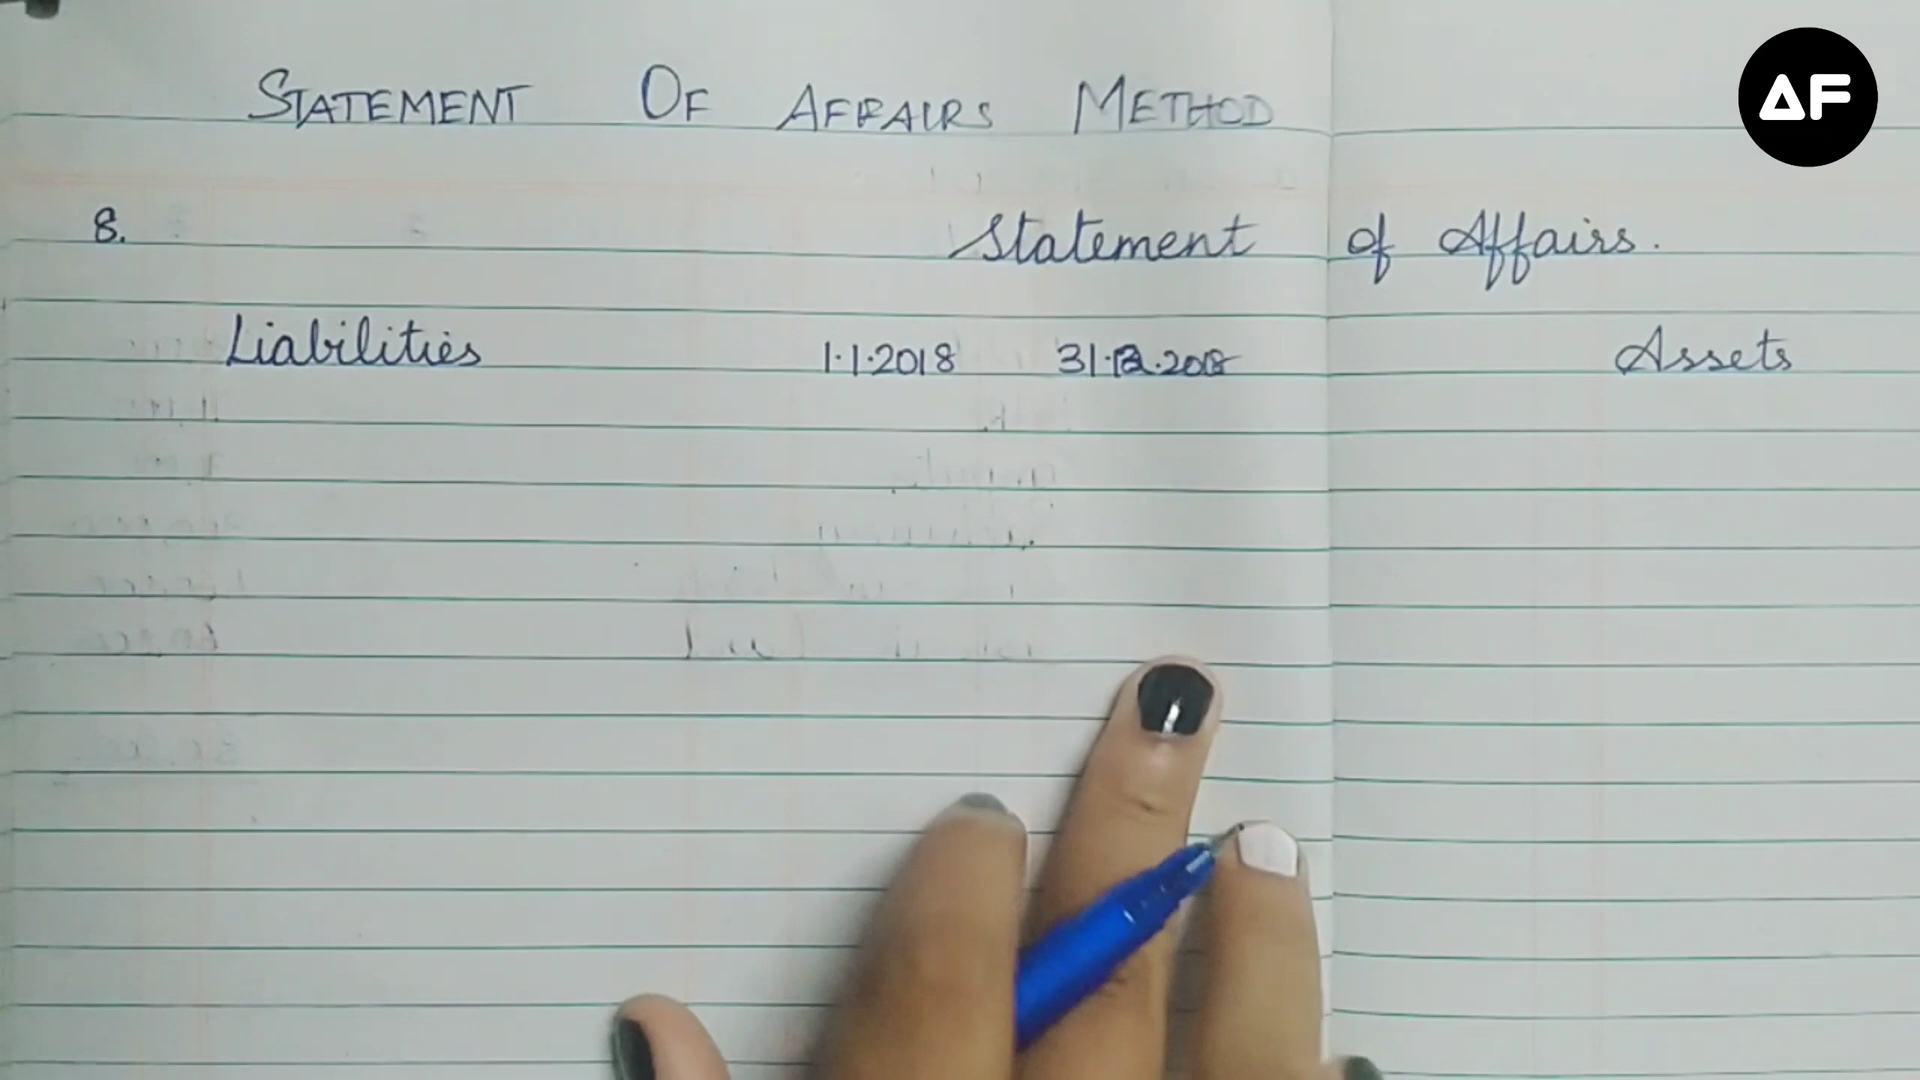 AF
STATEMENT OF AFFAIRS METHOD
8. Statement of Affairs.
Liabilities 1.1.2018 31.12.2018 Assets